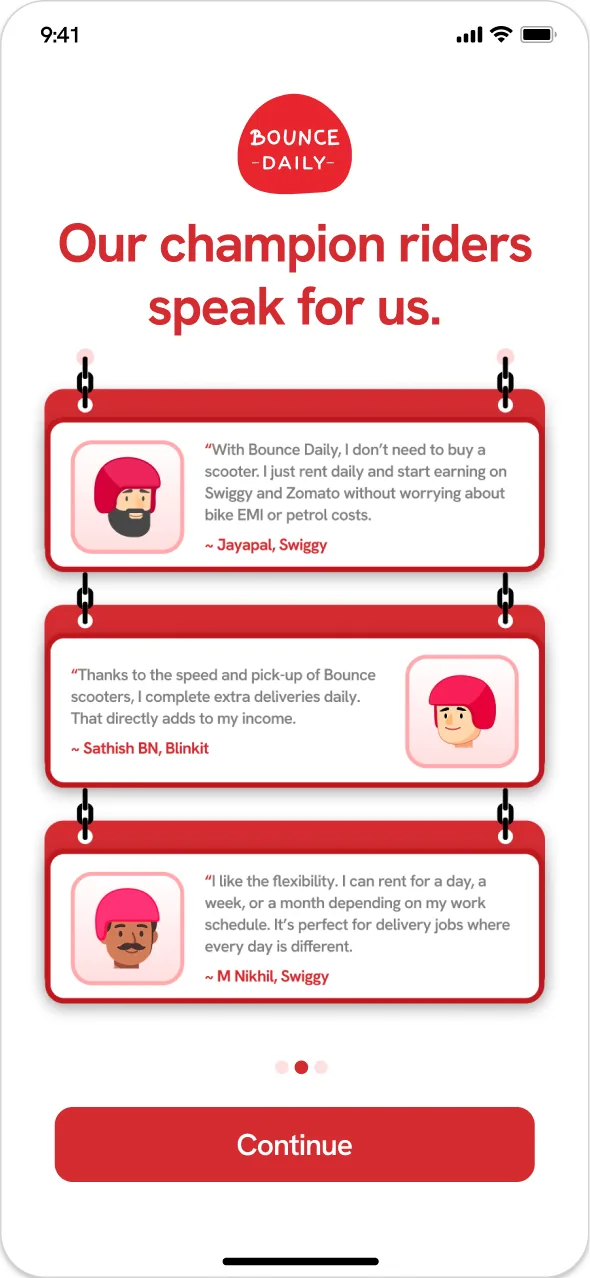 9:41
BOUNCE
-DAILY-
Our champion riders
speak for us.
“With Bounce Daily, I don’t need to buy a
scooter. I just rent daily and start earning on
Swiggy and Zomato without worrying about
bike EMI or petrol costs.
~ Jayapal, Swiggy
“Thanks to the speed and pick-up of Bounce
scooters, I complete extra deliveries daily.
That directly adds to my income.
~ Sathish BN, Blinkit
“I like the flexibility. I can rent for a day, a
week, or a month depending on my work
schedule. It’s perfect for delivery jobs where
every day is different.
~ M Nikhil, Swiggy
Continue